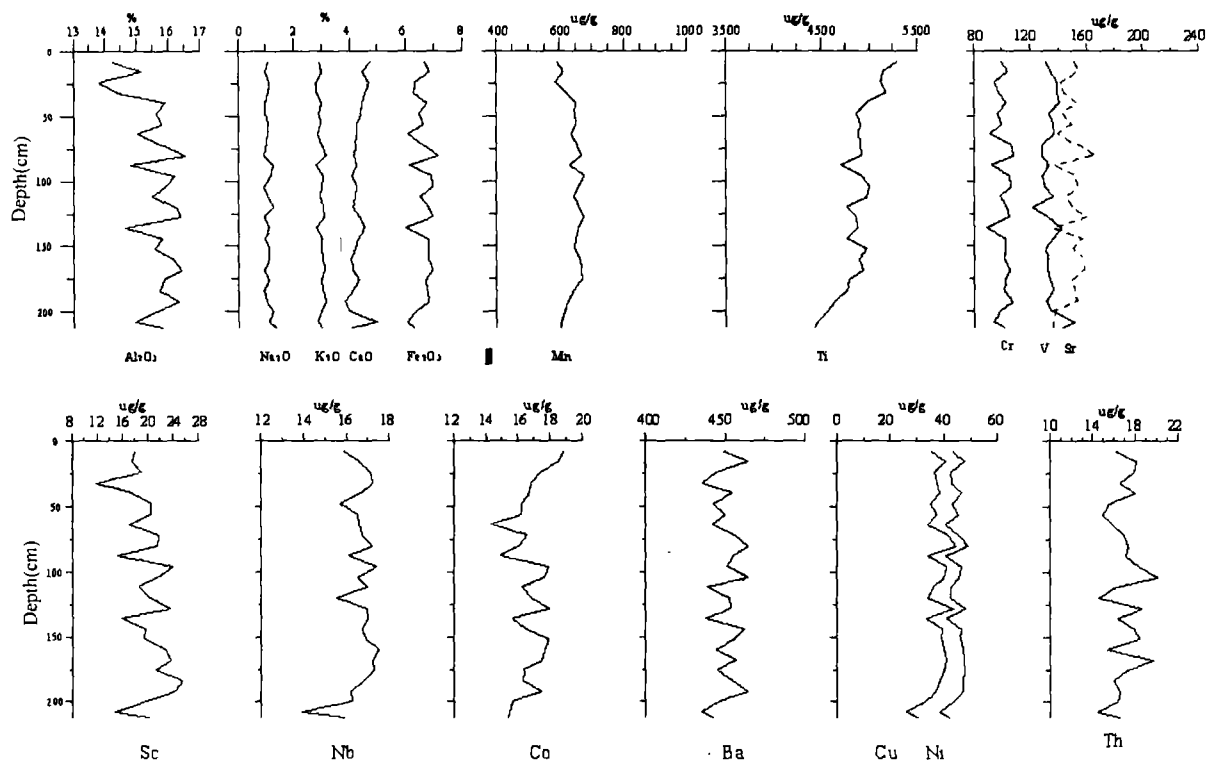 % % ug/g ug/g ug/g
13 14 15 16 17 0 2 4 6 8 400 600 800 1000 3500 4500 5500 80 120 160 200 240
0
50
100
150
200
Depth(cm)
Al₂O₃ Na₂O K₂O CaO Fe₂O₃ Mn Ti Cr V Sr
ug/g ug/g ug/g ug/g ug/g ug/g
8 12 16 20 24 28 12 14 16 18 12 14 16 18 20 400 450 500 0 20 40 60 10 14 18 22
0
50
100
150
200
Depth(cm)
Sc Nb Co Ba Cu Ni Th